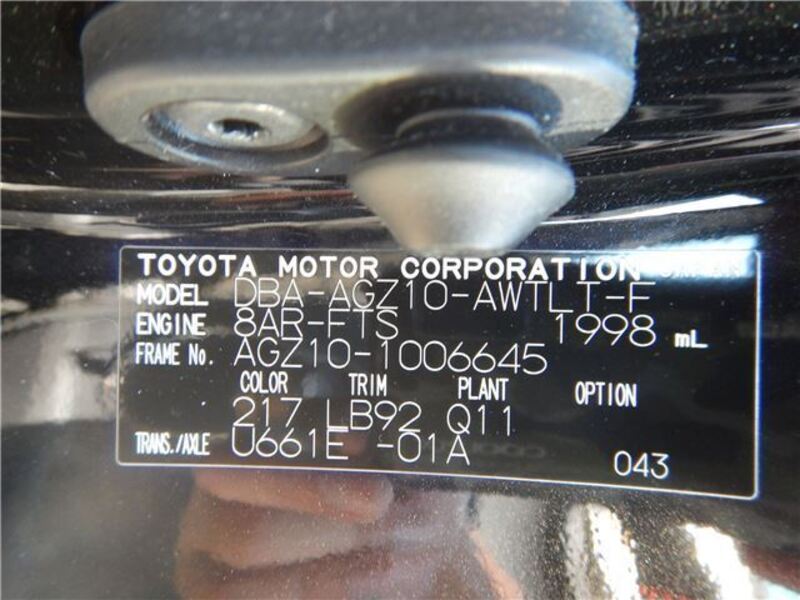 TOYOTA MOTOR CORPORATION JAPAN
MODEL DBA-AGZ10-AWTLT-F
ENGINE 8AR-FTS 1998 mL
FRAME No. AGZ10-1006645
COLOR TRIM PLANT OPTION
217 LB92 Q11
TRANS./AXLE U661E -01A
043